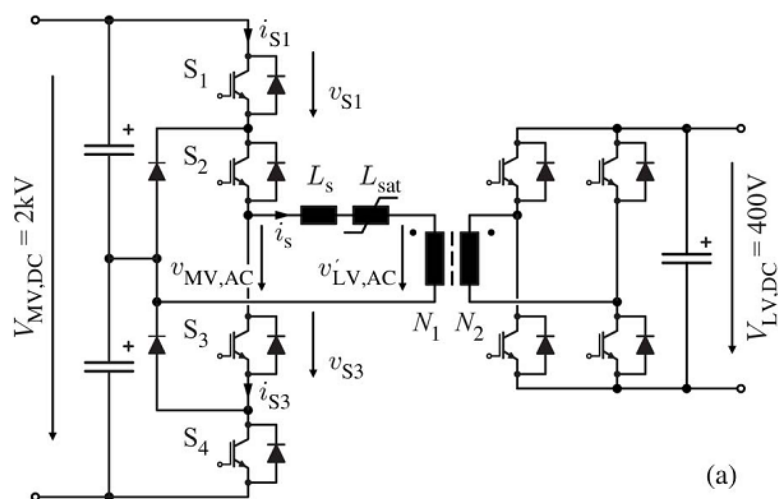 i_S1
S_1
v_S1
+
S_2
L_s
L_sat
i_s
V_MV,DC = 2kV
v_MV,AC
v'_LV,AC
+
V_LV,DC = 400V
N_1
N_2
+
S_3
v_S3
i_S3
S_4
(a)